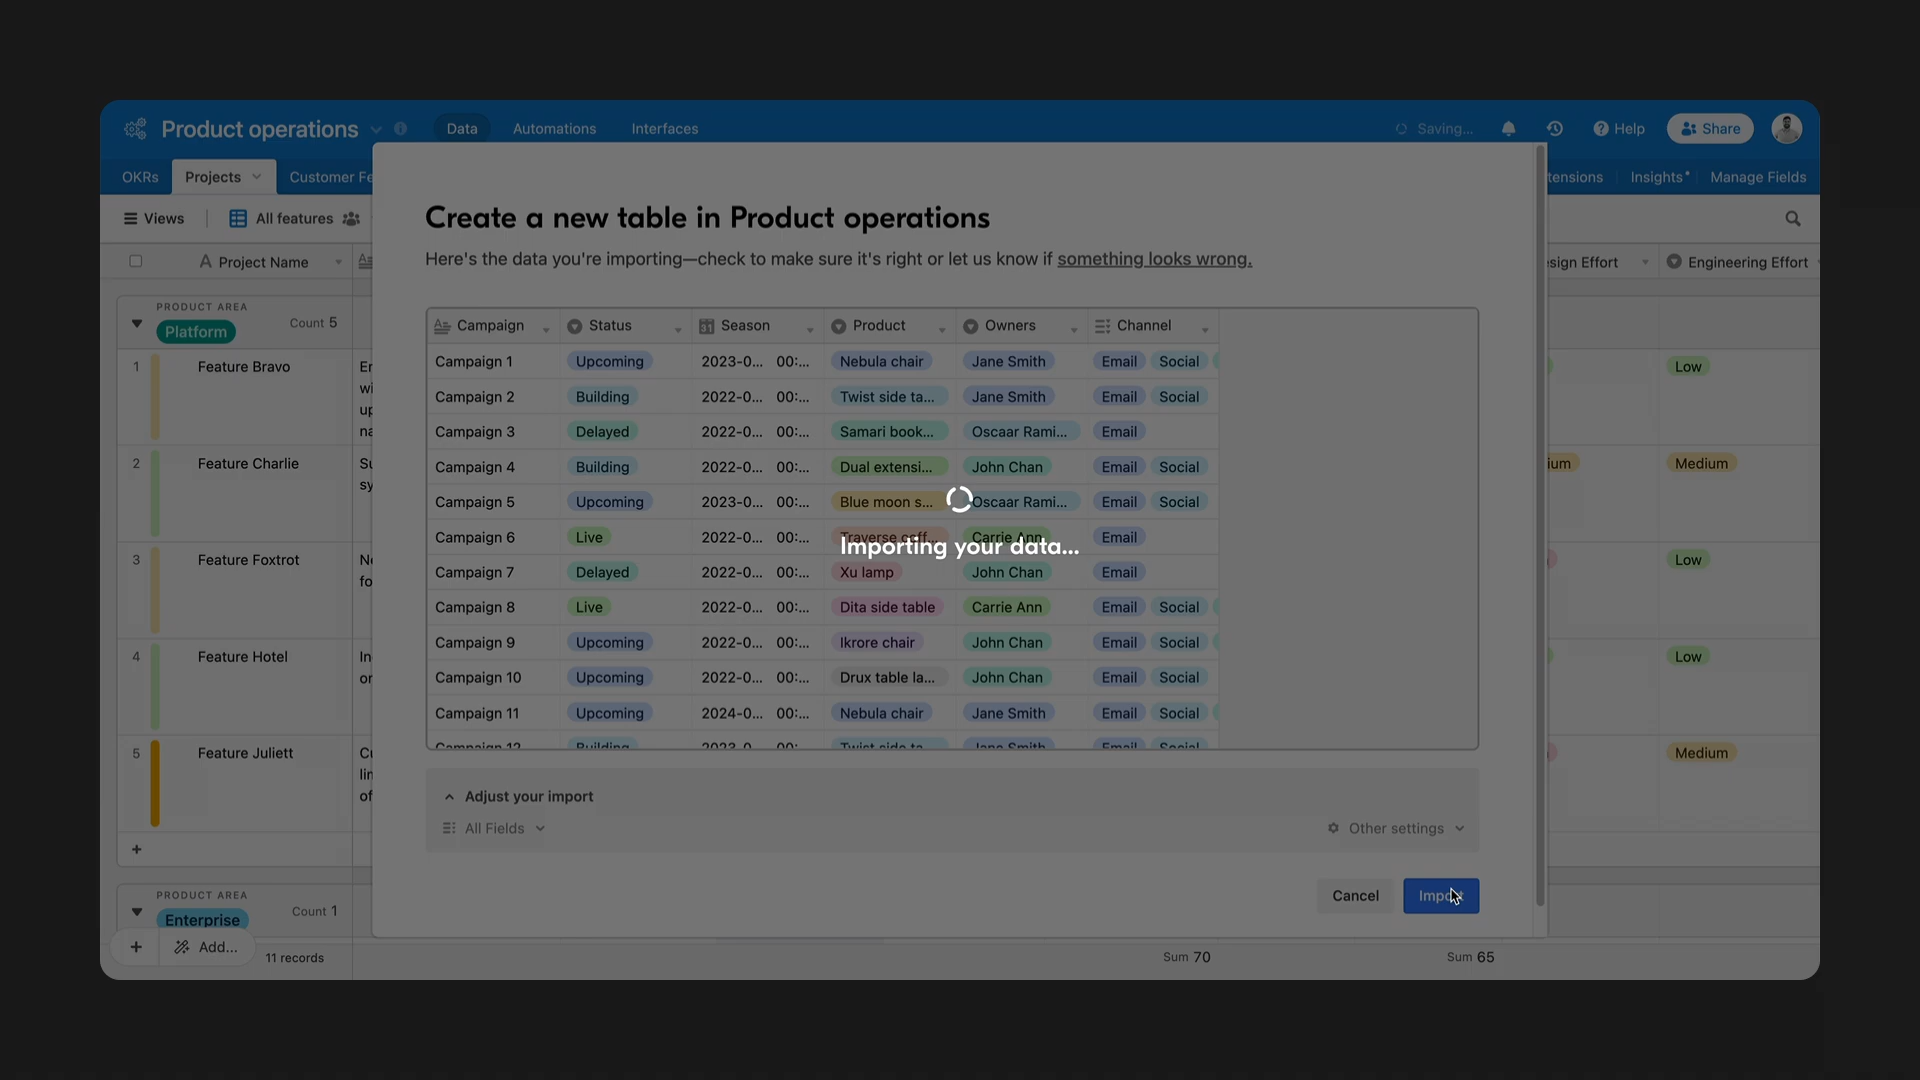 Product operations
Data
Automations
Interfaces
Saving...
Help
Share
OKRs
Projects
Customer Fe
tensions
Insights
Manage Fields
Views
All features
Create a new table in Product operations
Here's the data you're importing—check to make sure it's right or let us know if something looks wrong.
Project Name
sign Effort
Engineering Effort
Campaign Status Season Product Owners Channel
Campaign 1 Upcoming 2023-0... 00:... Nebula chair Jane Smith Email Social
Campaign 2 Building 2022-0... 00:... Twist side ta... Jane Smith Email Social
Campaign 3 Delayed 2022-0... 00:... Samari book... Oscaar Rami... Email
Campaign 4 Building 2022-0... 00:... Dual extensi... John Chan Email Social
Campaign 5 Upcoming 2023-0... 00:... Blue moon s... Oscaar Rami... Email Social
Campaign 6 Live 2022-0... 00:... Traverse coff... Carrie Ann Email
Importing your data...
Campaign 7 Delayed 2022-0... 00:... Xu lamp John Chan Email
Campaign 8 Live 2022-0... 00:... Dita side table Carrie Ann Email Social
Campaign 9 Upcoming 2022-0... 00:... Ikrore chair John Chan Email Social
Campaign 10 Upcoming 2022-0... 00:... Drux table la... John Chan Email Social
Campaign 11 Upcoming 2024-0... 00:... Nebula chair Jane Smith Email Social
Campaign 12 Building 2023-0... 00:... Twist side ta... Jane Smith Email Social
Adjust your import
All Fields
Other settings
Cancel
Import
PRODUCT AREA
Platform
Count 5
1 Feature Bravo
En
wi
up
na
Low
2 Feature Charlie
Su
sy
ium
Medium
3 Feature Foxtrot
Ne
fo
Low
4 Feature Hotel
In
or
Low
5 Feature Juliett
Cu
lin
of
Medium
+
PRODUCT AREA
Enterprise
Count 1
+
Add...
11 records
Sum 70
Sum 65